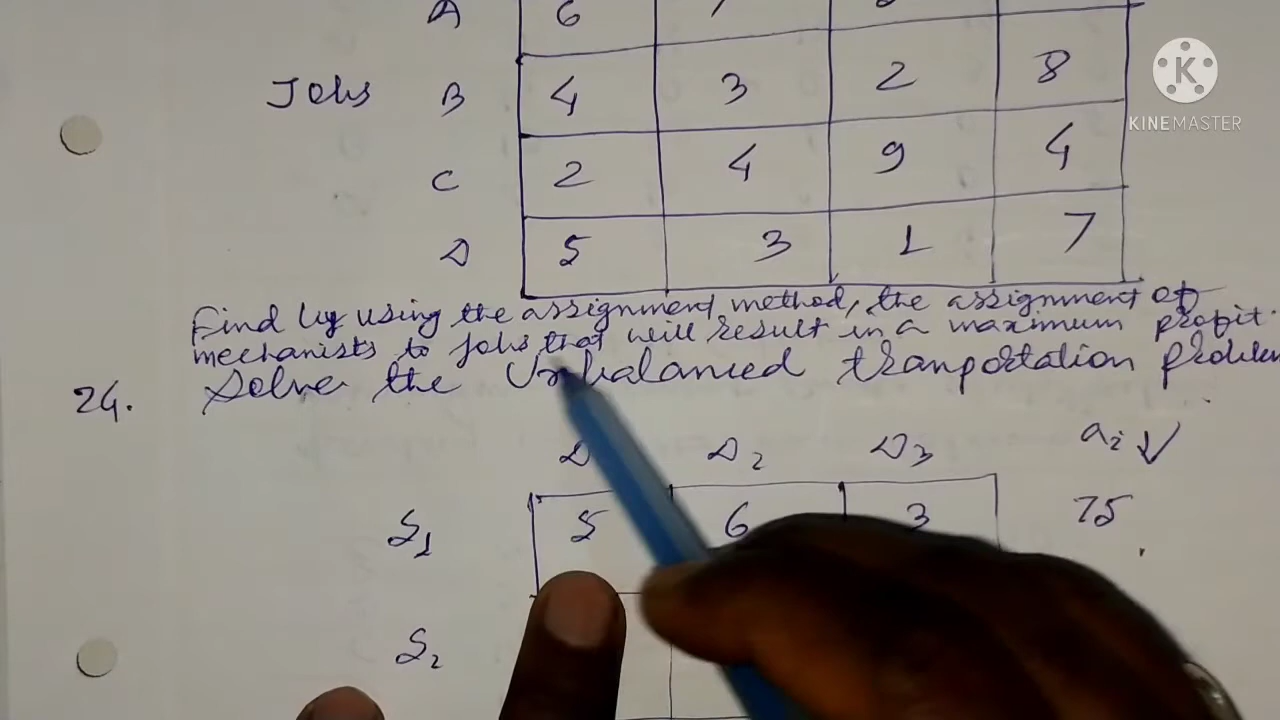 A 6
Jobs B 4 3 2 8
KINEMASTER
C 2 4 9 4
D 5 3 1 7
Find by using the assignment method, the assignment of
mechanists to jobs that will result in a maximum profit.
24. Solve the Unbalanced tranportation problem
D D2 D3 ai↓
S1 5 6 3 75
S2